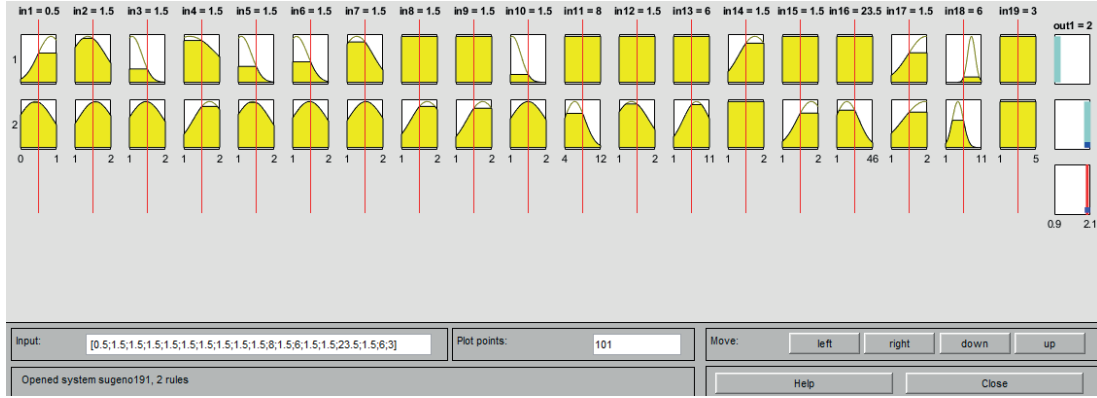 in1 = 0.5 in2 = 1.5 in3 = 1.5 in4 = 1.5 in5 = 1.5 in6 = 1.5 in7 = 1.5 in8 = 1.5 in9 = 1.5 in10 = 1.5 in11 = 8 in12 = 1.5 in13 = 6 in14 = 1.5 in15 = 1.5 in16 = 23.5 in17 = 1.5 in18 = 6 in19 = 3
out1 = 2
1
2
0 1 1 2 1 2 1 2 1 2 1 2 1 2 1 2 1 2 1 2 4 12 1 2 1 11 1 2 1 2 1 46 1 2 1 11 1 5
0.9 2.1
Input: [0.5;1.5;1.5;1.5;1.5;1.5;1.5;1.5;1.5;1.5;8;1.5;6;1.5;1.5;23.5;1.5;6;3] Plot points: 101 Move: left right down up
Opened system sugeno191, 2 rules Help Close